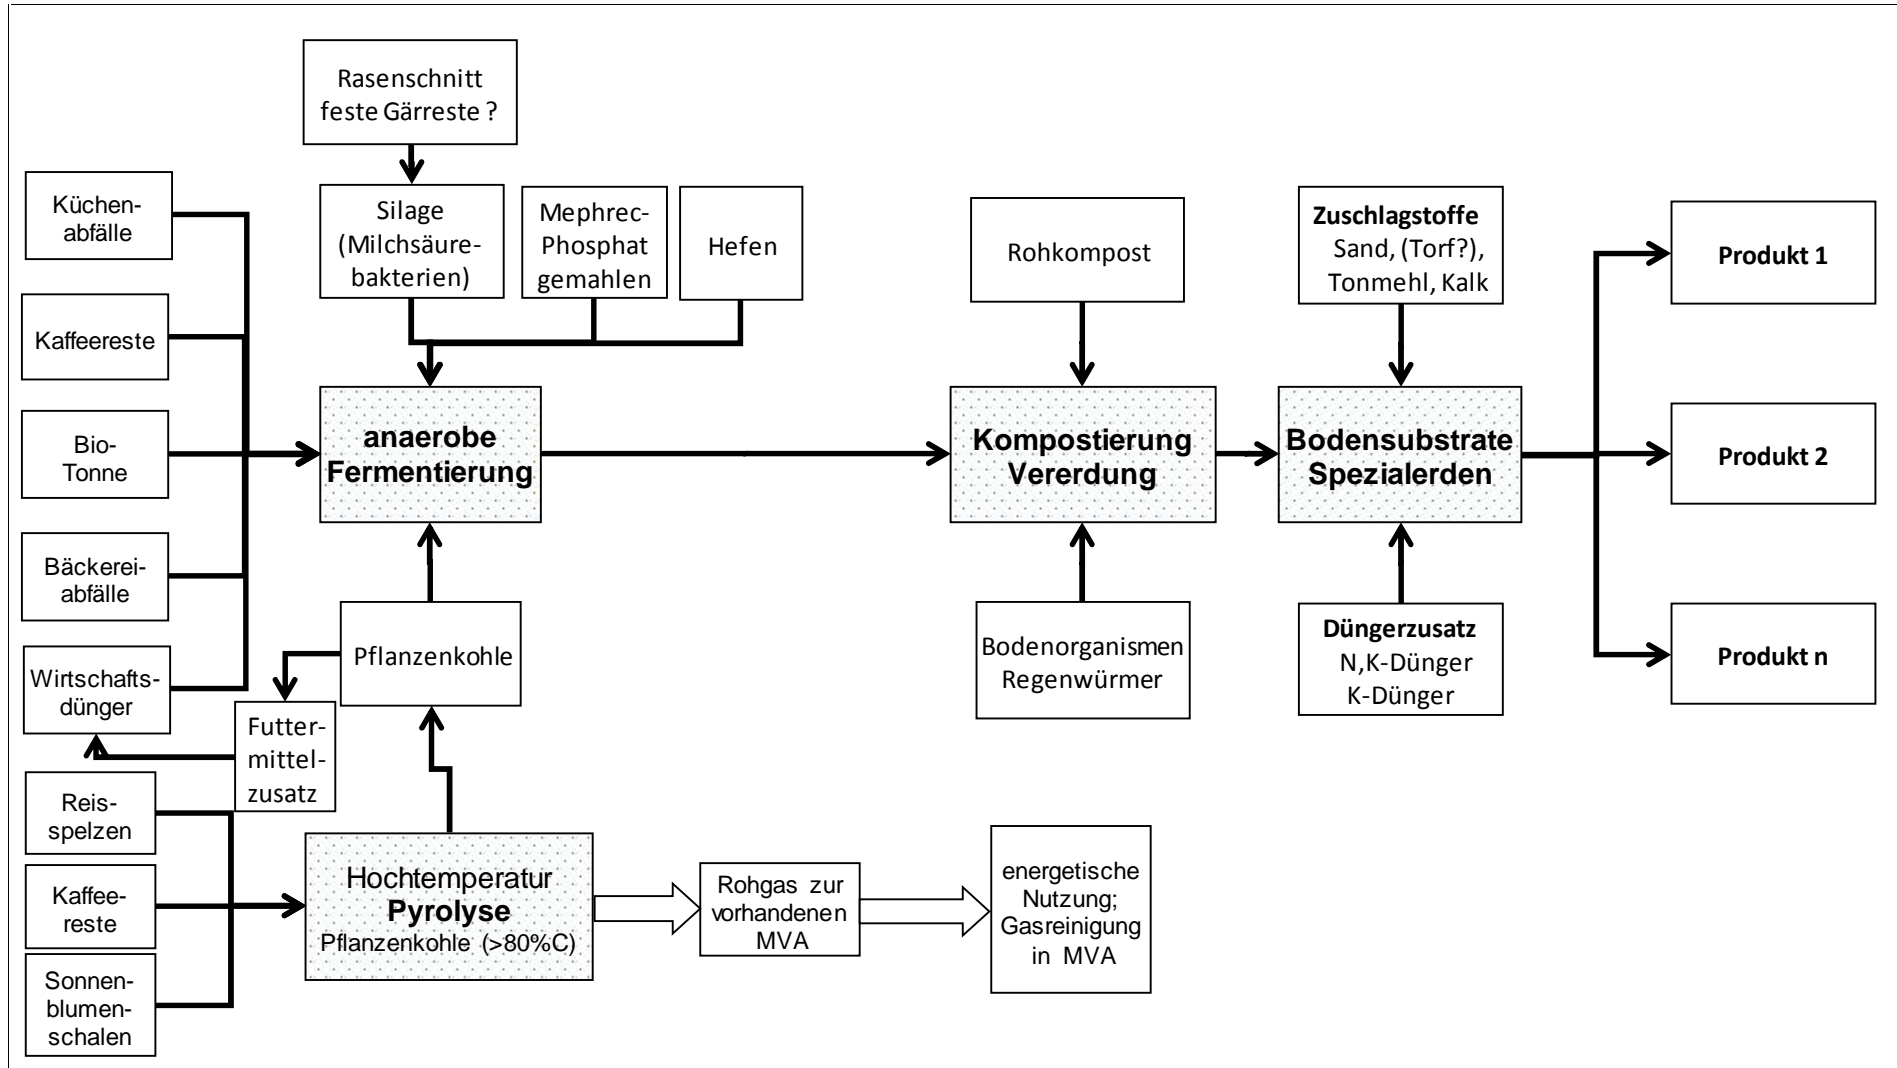 Rasenschnitt
feste Gärreste ?
Küchen-
abfälle
Silage
(Milchsäure-
bakterien)
Mephrec-
Phosphat
gemahlen
Hefen
Rohkompost
Zuschlagstoffe
Sand, (Torf?),
Tonmehl, Kalk
Produkt 1
Kaffeereste
Bio-
Tonne
anaerobe
Fermentierung
Kompostierung
Vererdung
Bodensubstrate
Spezialerden
Produkt 2
Bäckerei-
abfälle
Pflanzenkohle
Bodenorganismen
Regenwürmer
Düngerzusatz
N,K-Dünger
K-Dünger
Produkt n
Wirtschafts-
dünger
Futter-
mittel-
zusatz
Reis-
spelzen
Kaffee-
reste
Sonnen-
blumen-
schalen
Hochtemperatur
Pyrolyse
Pflanzenkohle (>80%C)
Rohgas zur
vorhandenen
MVA
energetische
Nutzung;
Gasreinigung
in MVA